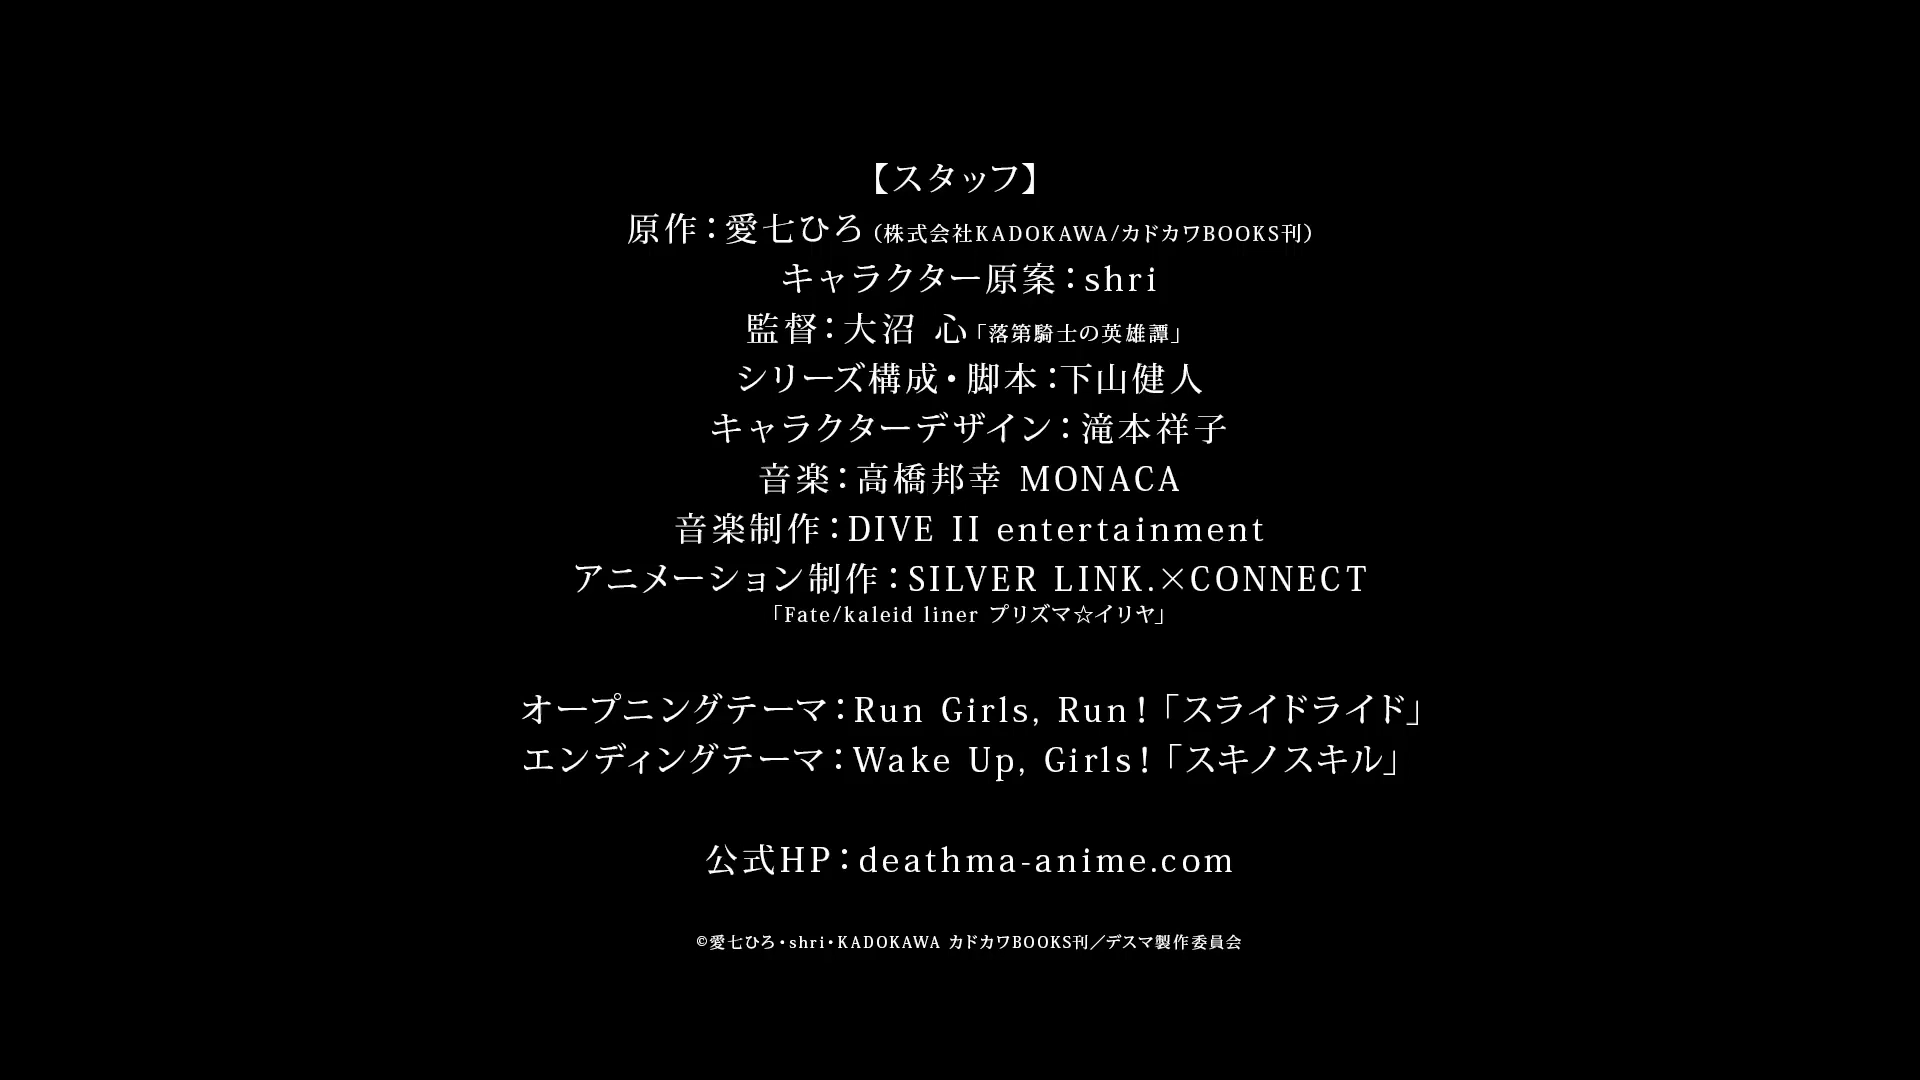 【スタッフ】
原作：愛七ひろ（株式会社KADOKAWA/カドカワBOOKS刊）
キャラクター原案：shri
監督：大沼 心「落第騎士の英雄譚」
シリーズ構成・脚本：下山健人
キャラクターデザイン：滝本祥子
音楽：高橋邦幸 MONACA
音楽制作：DIVE II entertainment
アニメーション制作：SILVER LINK.×CONNECT
「Fate/kaleid liner プリズマ☆イリヤ」
オープニングテーマ：Run Girls, Run！「スライドライド」
エンディングテーマ：Wake Up, Girls！「スキノスキル」
公式HP：deathma-anime.com
©愛七ひろ・shri・KADOKAWA カドカワBOOKS刊／デスマ製作委員会